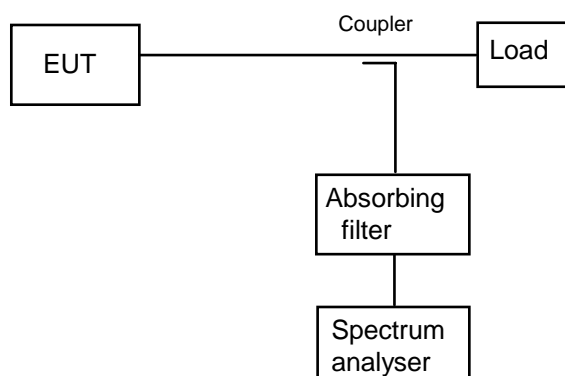 Coupler
EUT
Load
Absorbing
filter
Spectrum
analyser